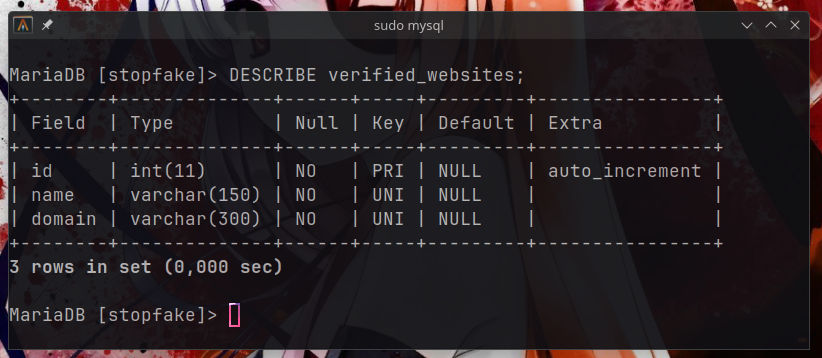 sudo mysql
MariaDB [stopfake]> DESCRIBE verified_websites;
+--------+--------------+------+-----+---------+----------------+
| Field  | Type         | Null | Key | Default | Extra          |
+--------+--------------+------+-----+---------+----------------+
| id     | int(11)      | NO   | PRI | NULL    | auto_increment |
| name   | varchar(150) | NO   | UNI | NULL    |                |
| domain | varchar(300) | NO   | UNI | NULL    |                |
+--------+--------------+------+-----+---------+----------------+
3 rows in set (0,000 sec)
MariaDB [stopfake]>